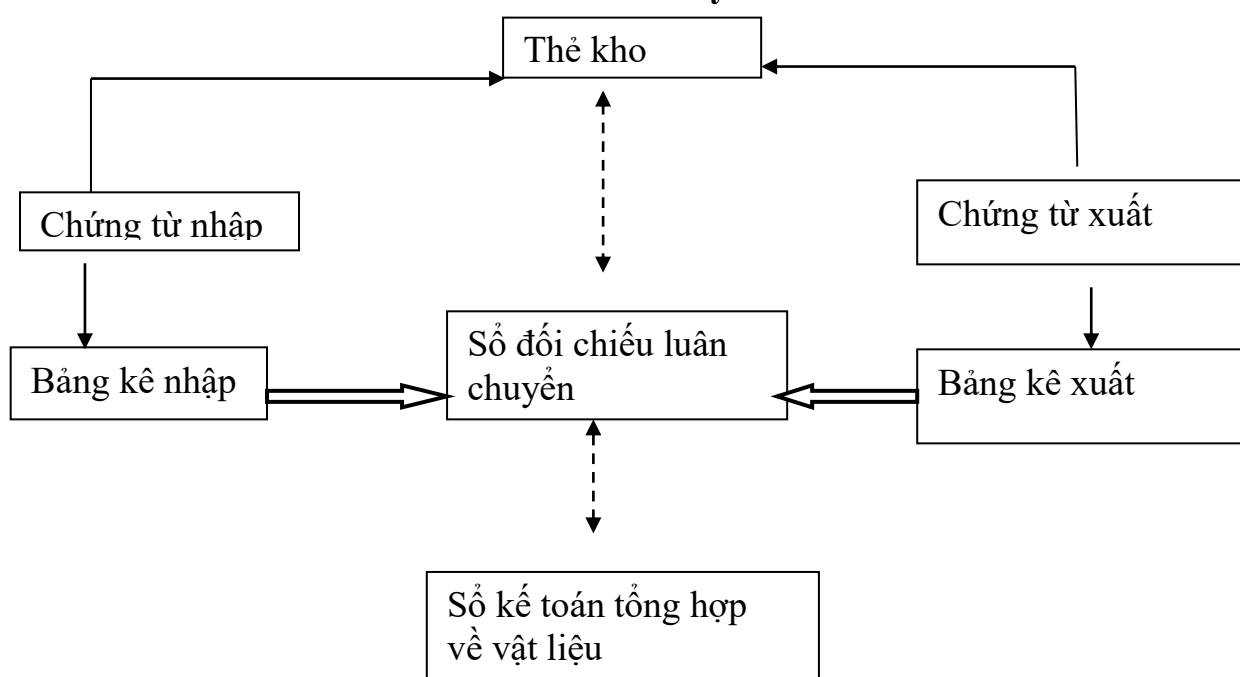 Thẻ kho
Chứng từ nhập
Chứng từ xuất
Sổ đối chiếu luân
chuyển
Bảng kê nhập
Bảng kê xuất
Sổ kế toán tổng hợp
về vật liệu